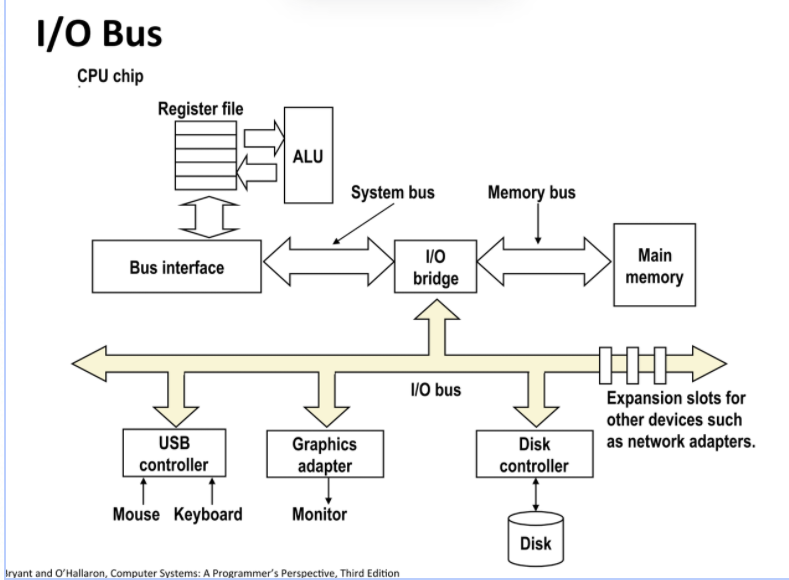 I/O Bus
CPU chip
Register file
ALU
System bus
Memory bus
Bus interface
I/O
bridge
Main
memory
I/O bus
Expansion slots for
other devices such
as network adapters.
USB
controller
Graphics
adapter
Disk
controller
Mouse
Keyboard
Monitor
Disk
ryant and O'Hallaron, Computer Systems: A Programmer's Perspective, Third Edition